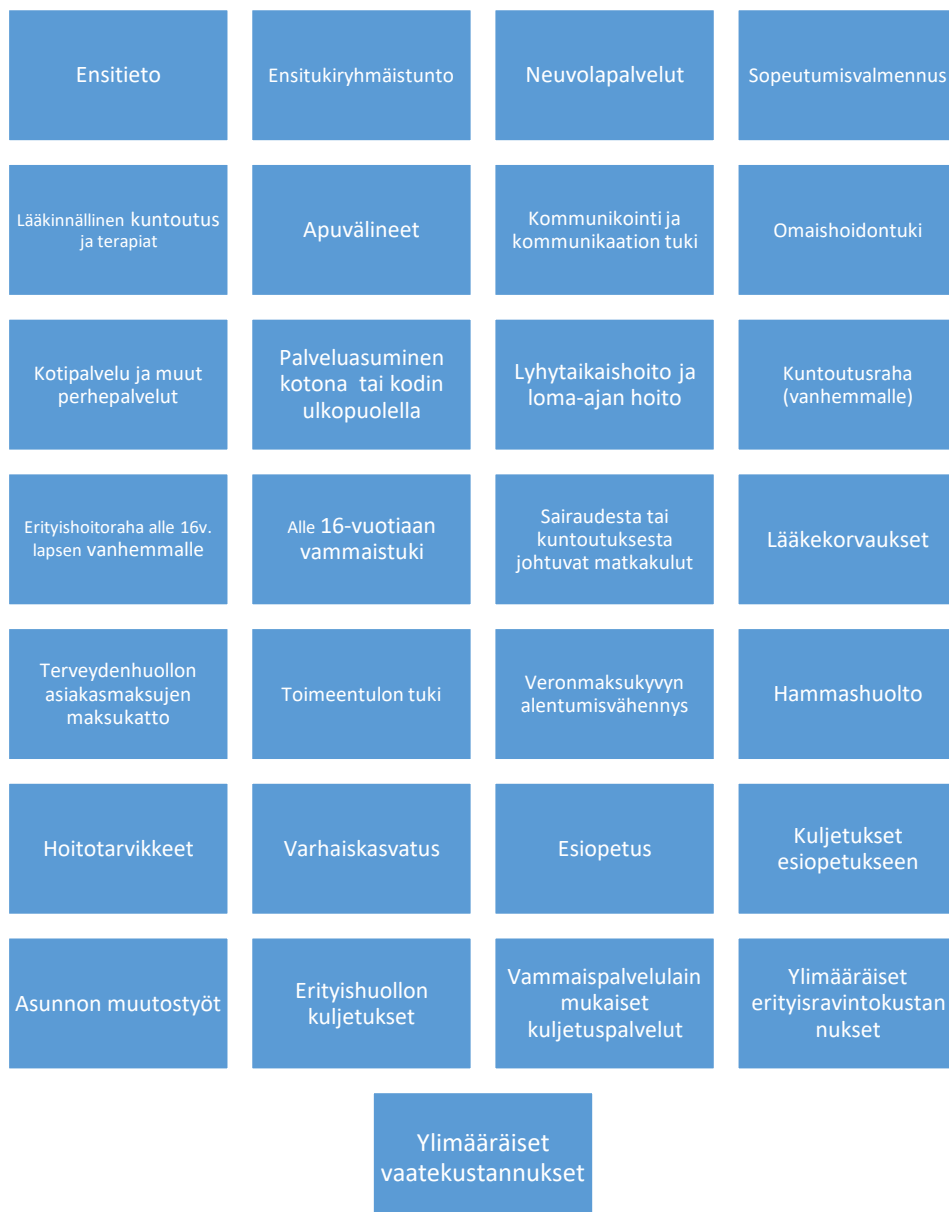 Ensitieto
Ensitukiryhmäistunto
Neuvolapalvelut
Sopeutumisvalmennus
Lääkinnällinen kuntoutus
ja terapiat
Apuvälineet
Kommunikointi ja
kommunikaation tuki
Omaishoidontuki
Kotipalvelu ja muut
perhepalvelut
Palveluasuminen
kotona tai kodin
ulkopuolella
Lyhytaikaishoito ja
loma-ajan hoito
Kuntoutusraha
(vanhemmalle)
Erityishoitoraha alle 16v.
lapsen vanhemmalle
Alle 16-vuotiaan
vammaistuki
Sairaudesta tai
kuntoutuksesta
johtuvat matkakulut
Lääkekorvaukset
Terveydenhuollon
asiakasmaksujen
maksukatto
Toimeentulon tuki
Veronmaksukyvyn
alentumisvähennys
Hammashuolto
Hoitotarvikkeet
Varhaiskasvatus
Esiopetus
Kuljetukset
esiopetukseen
Asunnon muutostyöt
Erityishuollon
kuljetukset
Vammaispalvelulain
mukaiset
kuljetuspalvelut
Ylimääräiset
erityisravintokustan
nukset
Ylimääräiset
vaatekustannukset